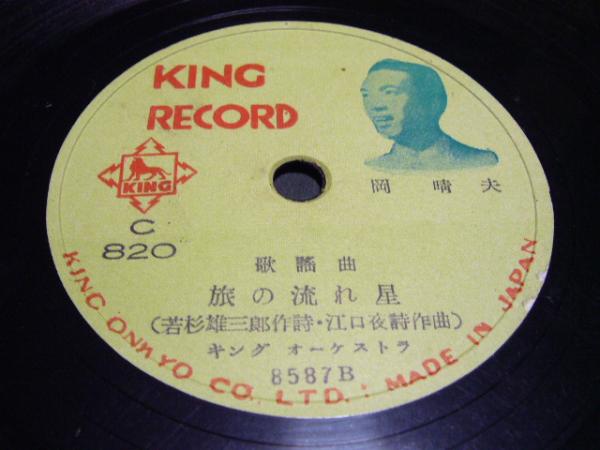 KING
RECORD
岡晴夫
KING
C
820
歌謡曲
旅の流れ星
(若杉雄三郎作詩・江口夜詩作曲)
キング オーケストラ
8587B
KING ONKYO CO., LTD. : MADE IN JAPAN